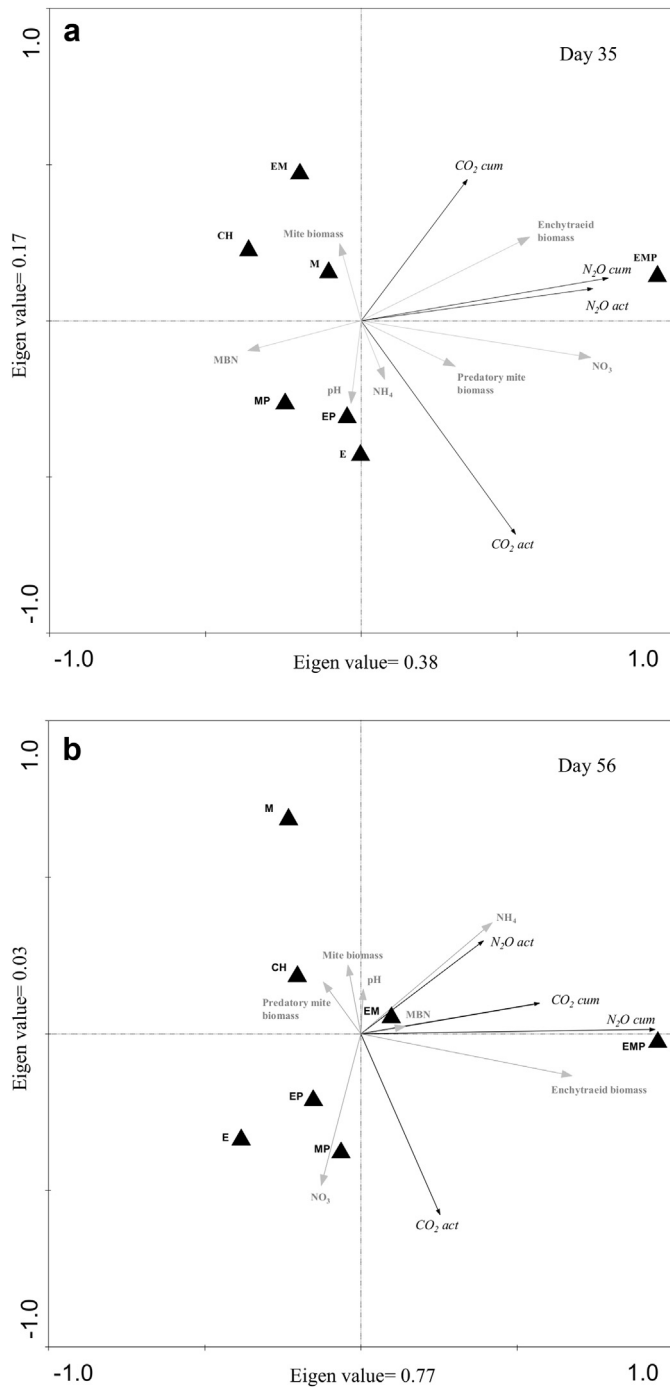 a
Day 35
1.0
Eigen value= 0.17
-1.0
CO2 cum
EM
Enchytraeid
biomass
CH
Mite biomass
M
EMP
N2O cum
N2O act
NO3
MBN
Predatory mite
biomass
pH
NH4
MP
EP
E
CO2 act
-1.0
Eigen value= 0.38
1.0
b
Day 56
1.0
Eigen value= 0.03
-1.0
M
NH4
N2O act
Mite biomass
CH
pH
Predatory mite
biomass
EM
MBN
CO2 cum
N2O cum
EMP
Enchytraeid biomass
EP
E
MP
NO3
CO2 act
-1.0
Eigen value= 0.77
1.0